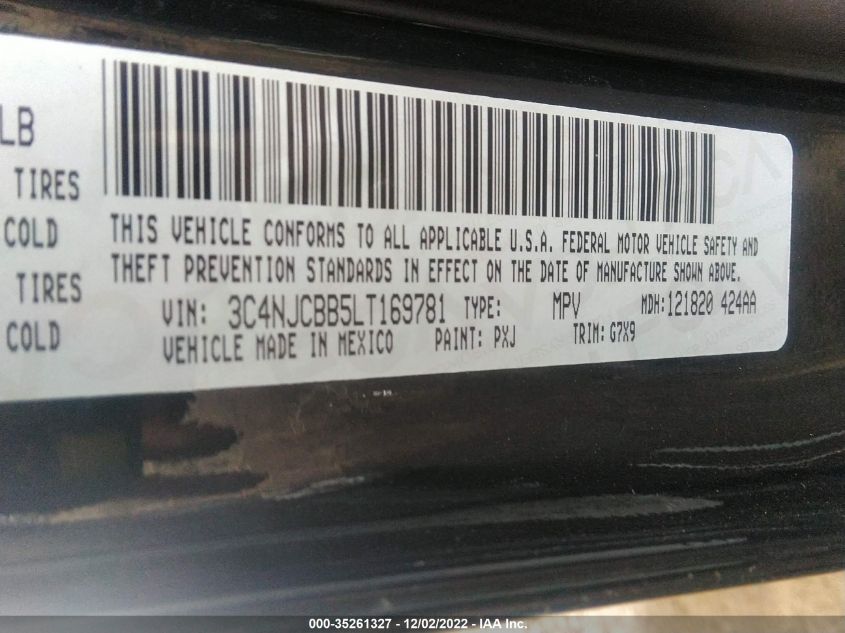 LB
TIRES
COLD
TIRES
COLD
THIS VEHICLE CONFORMS TO ALL APPLICABLE U.S.A. FEDERAL MOTOR VEHICLE SAFETY AND
THEFT PREVENTION STANDARDS IN EFFECT ON THE DATE OF MANUFACTURE SHOWN ABOVE.
VIN: 3C4NJCBB5LT169781 TYPE: MPV MDH:121820 424AA
VEHICLE MADE IN MEXICO PAINT: PXJ TRIM: G7X9
000-35261327 - 12/02/2022 - IAA Inc.